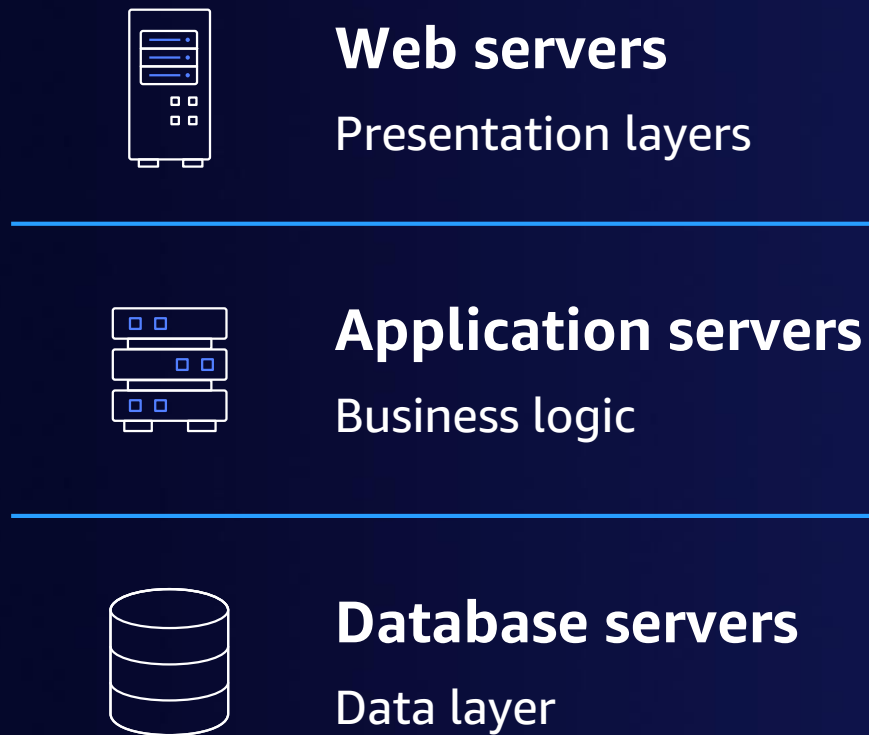 Web servers
Presentation layers
Application servers
Business logic
Database servers
Data layer